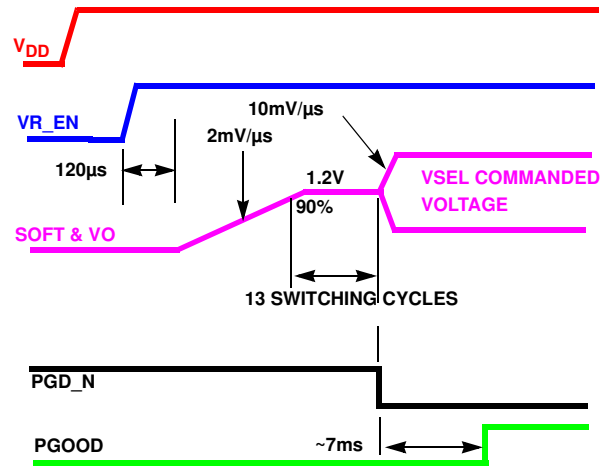 VDD
VR_EN
10mV/µs
2mV/µs
120µs
1.2V
VSEL COMMANDED
VOLTAGE
90%
SOFT & VO
13 SWITCHING CYCLES
PGD_N
PGOOD
~7ms